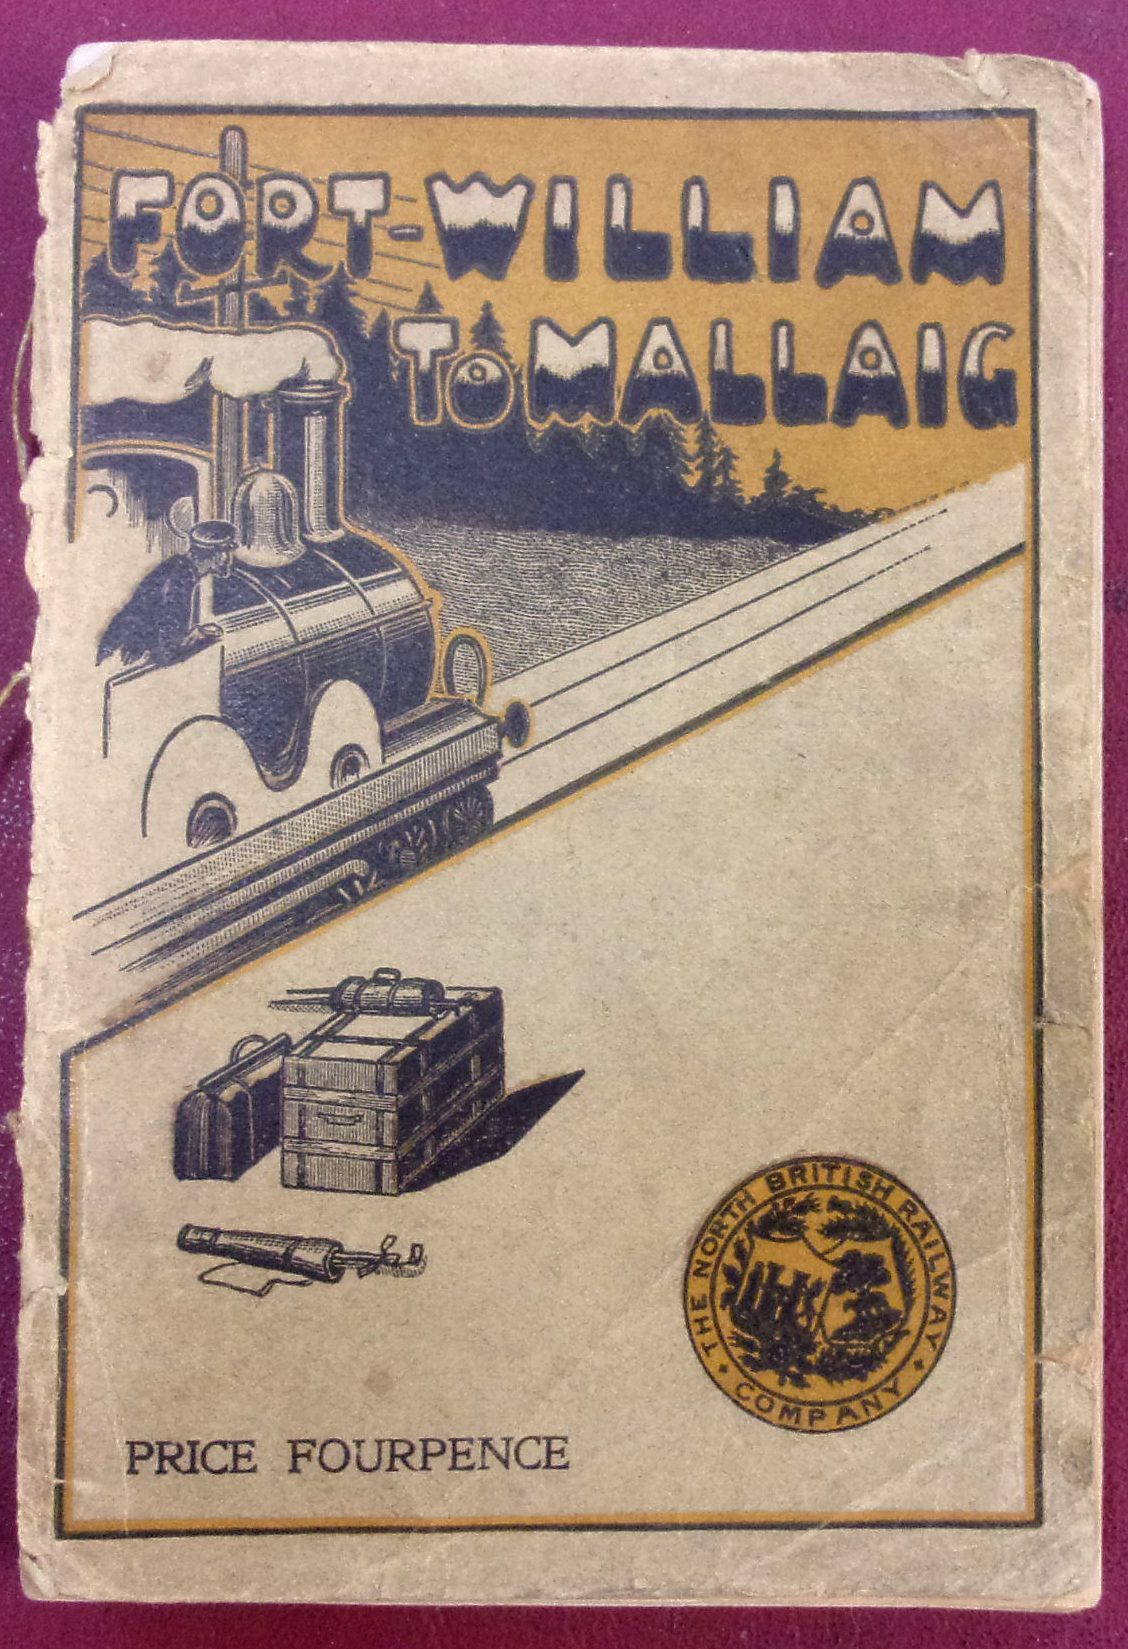 FORT-WILLIAM
TO MALLAIG
THE NORTH BRITISH RAILWAY
COMPANY
PRICE FOURPENCE